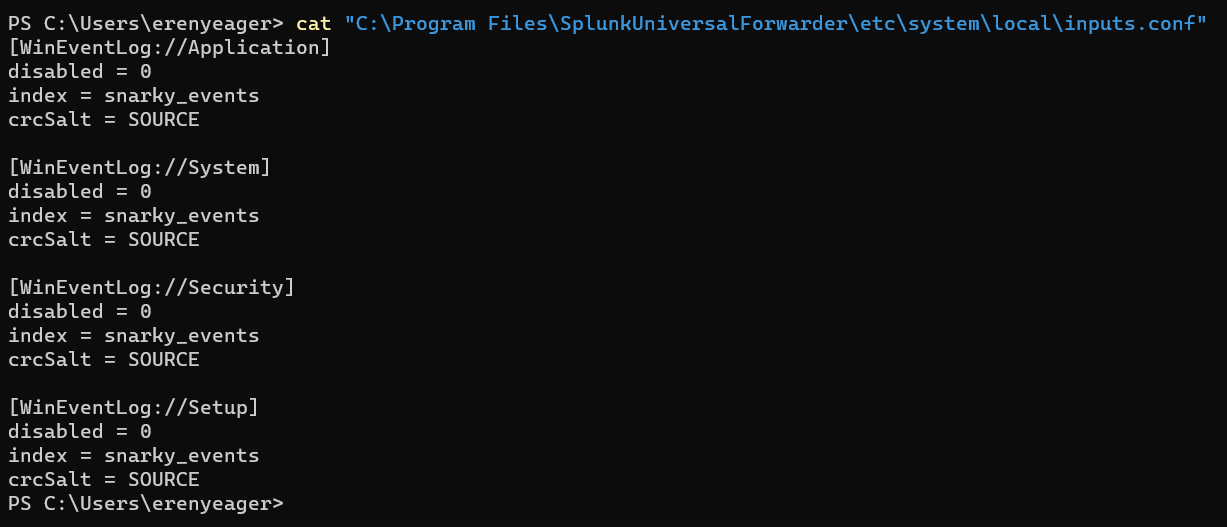 PS C:\Users\erenyeager> cat "C:\Program Files\SplunkUniversalForwarder\etc\system\local\inputs.conf"
[WinEventLog://Application]
disabled = 0
index = snarky_events
crcSalt = SOURCE

[WinEventLog://System]
disabled = 0
index = snarky_events
crcSalt = SOURCE

[WinEventLog://Security]
disabled = 0
index = snarky_events
crcSalt = SOURCE

[WinEventLog://Setup]
disabled = 0
index = snarky_events
crcSalt = SOURCE
PS C:\Users\erenyeager>